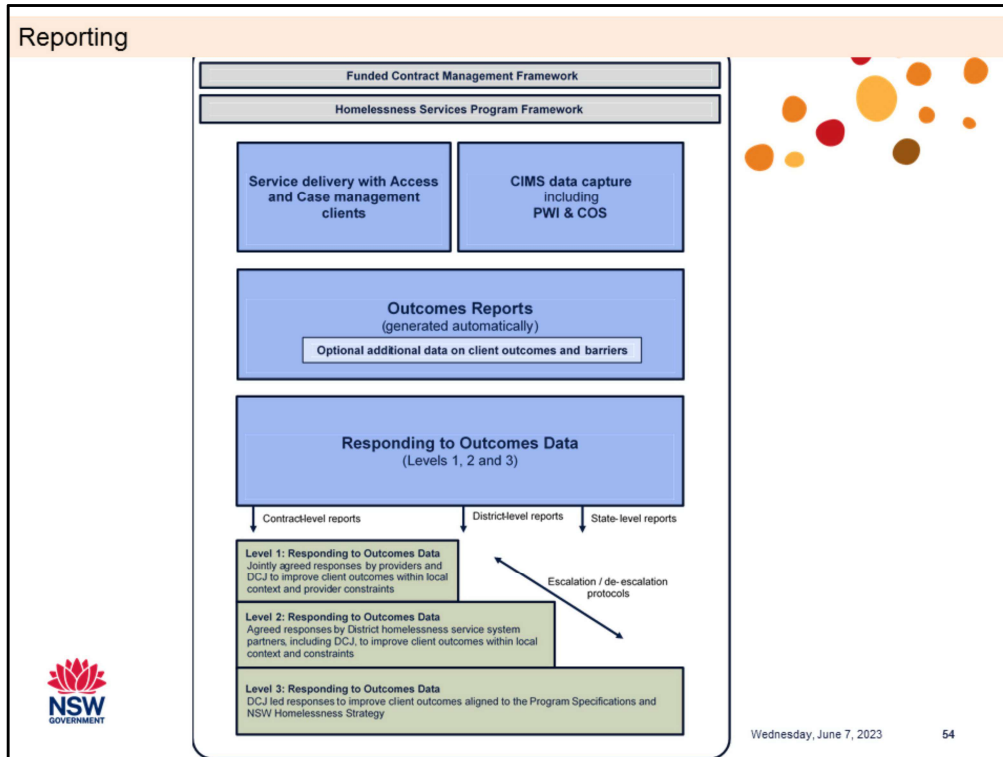 Reporting
Funded Contract Management Framework
Homelessness Services Program Framework
Service delivery with Access
and Case management
clients
CIMS data capture
including
PWI & COS
Outcomes Reports
(generated automatically)
Optional additional data on client outcomes and barriers
Responding to Outcomes Data
(Levels 1, 2 and 3)
Contract-level reports
District-level reports
State-level reports
Level 1: Responding to Outcomes Data
Jointly agreed responses by providers and
DCJ to improve client outcomes within local
context and provider constraints
Escalation / de-escalation
protocols
Level 2: Responding to Outcomes Data
Agreed responses by District homelessness service system
partners, including DCJ, to improve client outcomes within local
context and constraints
Level 3: Responding to Outcomes Data
DCJ led responses to improve client outcomes aligned to the Program Specifications and
NSW Homelessness Strategy
NSW
GOVERNMENT
Wednesday, June 7, 2023
54